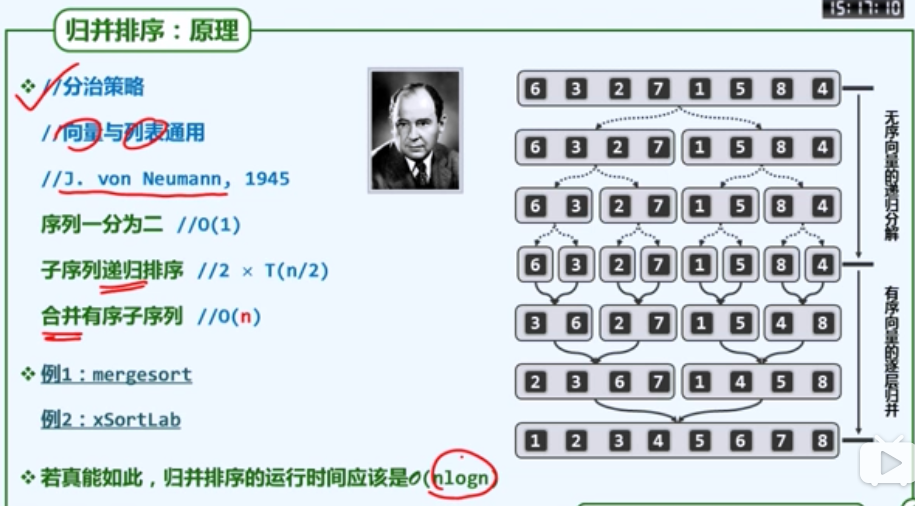 15:17:10
归并排序：原理
❖ //分治策略
//向量与列表通用
//J. von Neumann, 1945
序列一分为二 //O(1)
子序列递归排序 //2 × T(n/2)
合并有序子序列 //O(n)
❖ 例1：mergesort
例2：xSortLab
❖ 若真能如此，归并排序的运行时间应该是O(nlogn)
6 3 2 7 1 5 8 4
6 3 2 7 1 5 8 4
6 3 2 7 1 5 8 4
6 3 2 7 1 5 8 4
3 6 2 7 1 5 4 8
2 3 6 7 1 4 5 8
1 2 3 4 5 6 7 8
无序向量的递归分解
有序向量的逐层归并